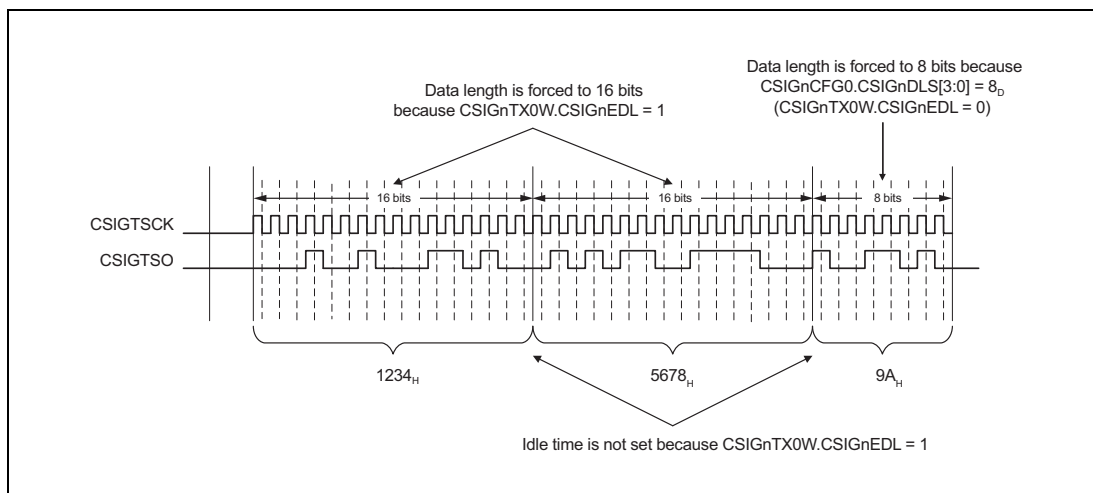 Data length is forced to 16 bits
because CSIGnTX0W.CSIGnEDL = 1
Data length is forced to 8 bits because
CSIGnCFG0.CSIGnDLS[3:0] = 8D
(CSIGnTX0W.CSIGnEDL = 0)
16 bits
16 bits
8 bits
CSIGTSCK
CSIGTSO
1234H
5678H
9AH
Idle time is not set because CSIGnTX0W.CSIGnEDL = 1